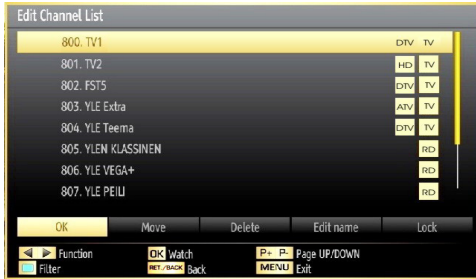 Edit Channel List
800. TV1 DTV TV
801. TV2 HD TV
802. FST5 DTV TV
803. YLE Extra ATV TV
804. YLE Teema DTV TV
805. YLEN KLASSINEN RD
806. YLE VEGA+ RD
807. YLE PEILI RD
OK Move Delete Edit name Lock
Function OK Watch P+ P- Page UP/DOWN
Filter RET./BACK Back MENU Exit